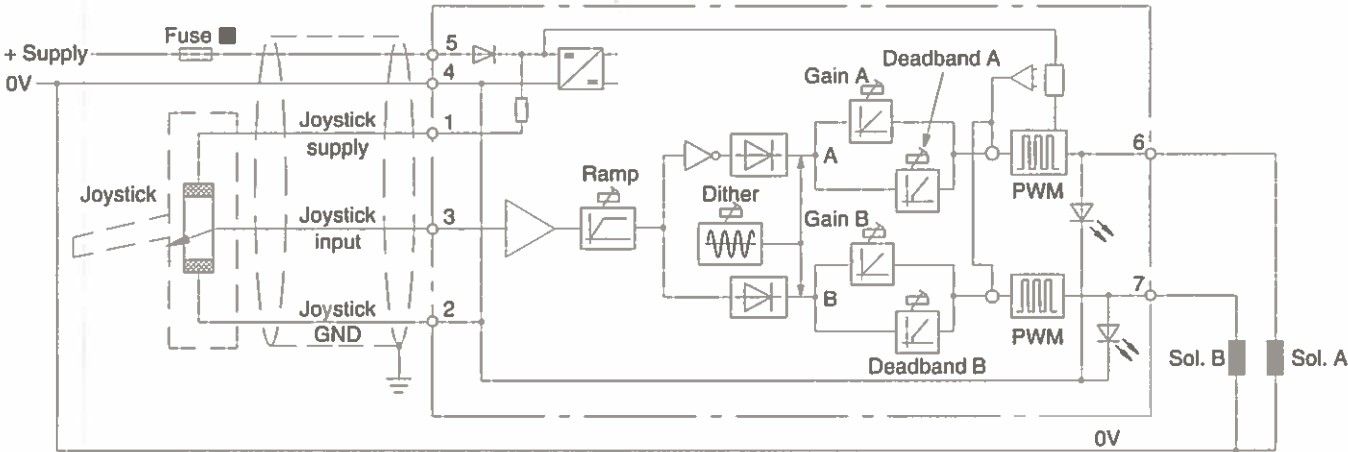 Fuse
+ Supply
0V
5
4
Joystick
supply
1
Joystick
Joystick
input
3
Joystick
GND
2
Ramp
Dither
Gain A
Deadband A
A
Gain B
B
Deadband B
PWM
PWM
6
7
Sol. B
Sol. A
0V